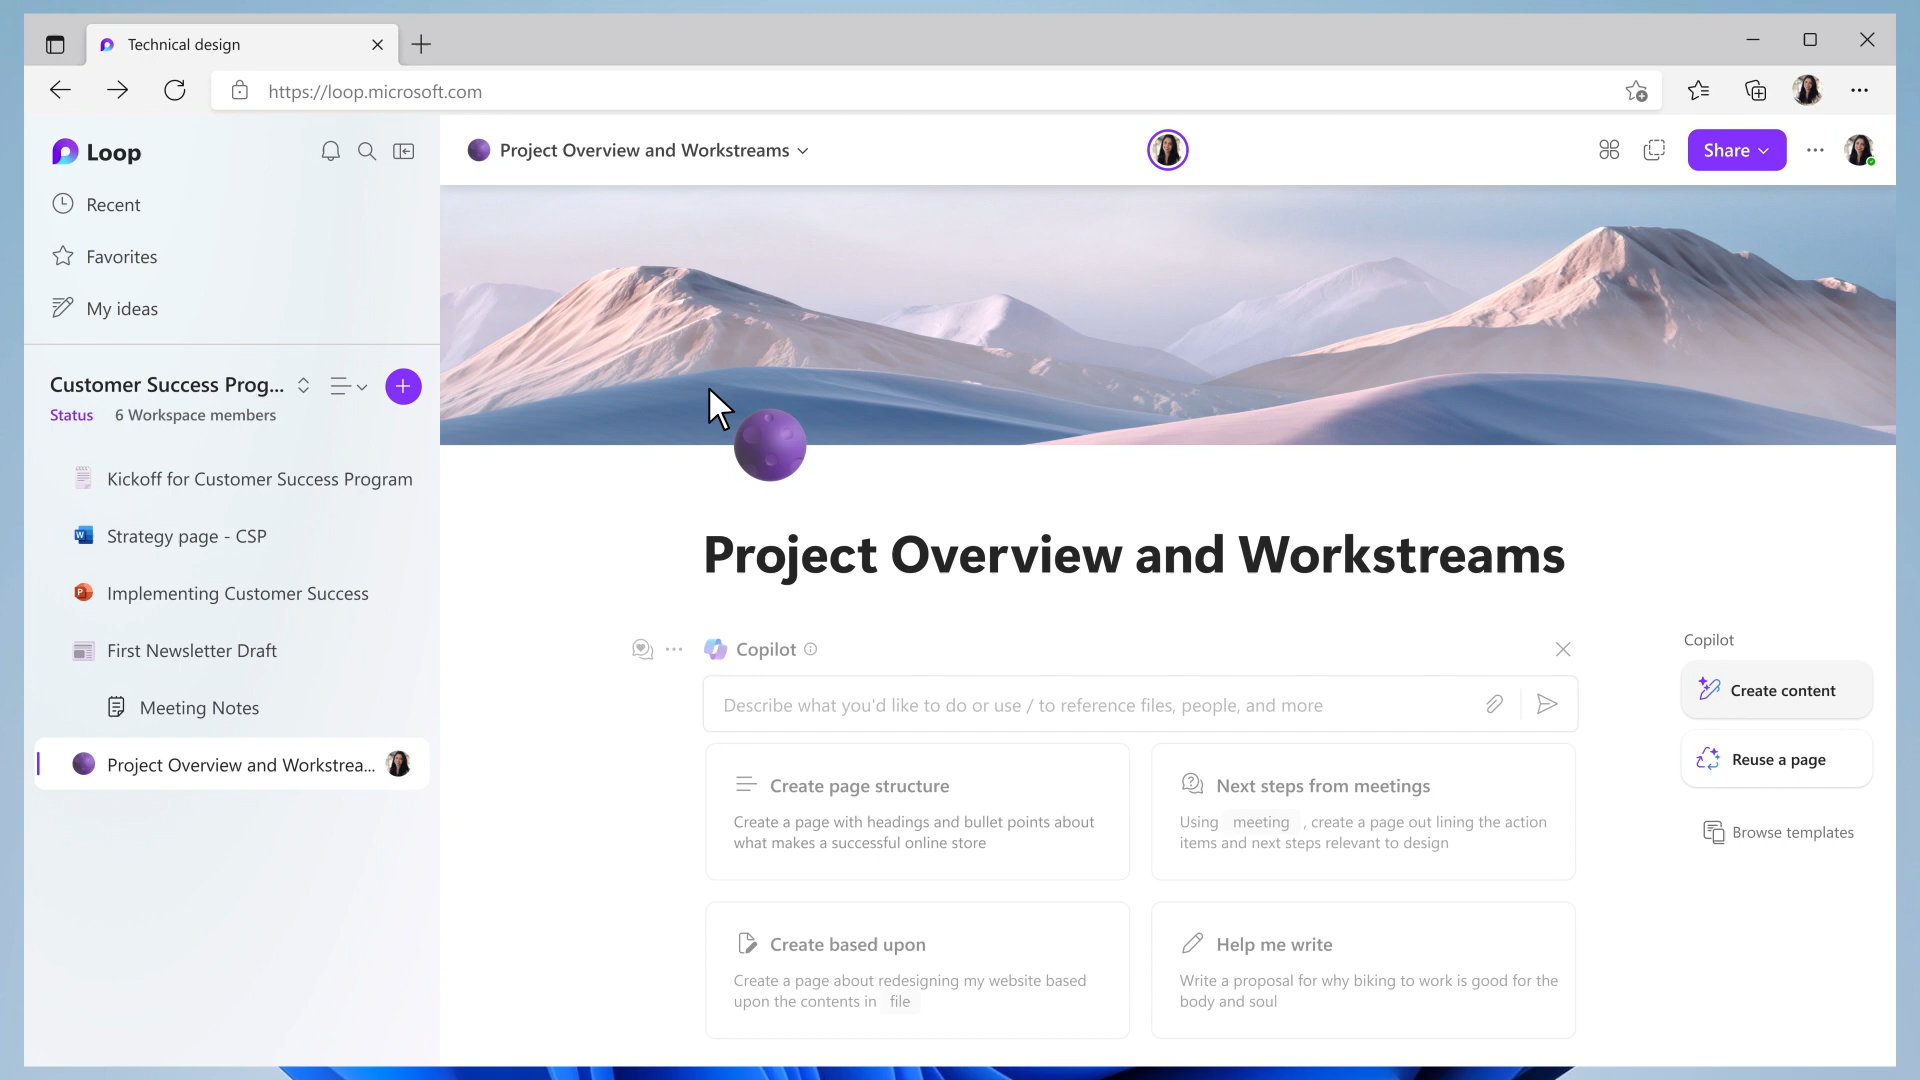 Technical design
https://loop.microsoft.com
Loop
Recent
Favorites
My ideas
Customer Success Prog...
Status 6 Workspace members
Kickoff for Customer Success Program
Strategy page - CSP
Implementing Customer Success
First Newsletter Draft
Meeting Notes
Project Overview and Workstrea...
Project Overview and Workstreams
Share
Project Overview and Workstreams
Copilot
Describe what you'd like to do or use / to reference files, people, and more
Create page structure
Create a page with headings and bullet points about
what makes a successful online store
Next steps from meetings
Using meeting , create a page out lining the action
items and next steps relevant to design
Create based upon
Create a page about redesigning my website based
upon the contents in file
Help me write
Write a proposal for why biking to work is good for the
body and soul
Copilot
Create content
Reuse a page
Browse templates